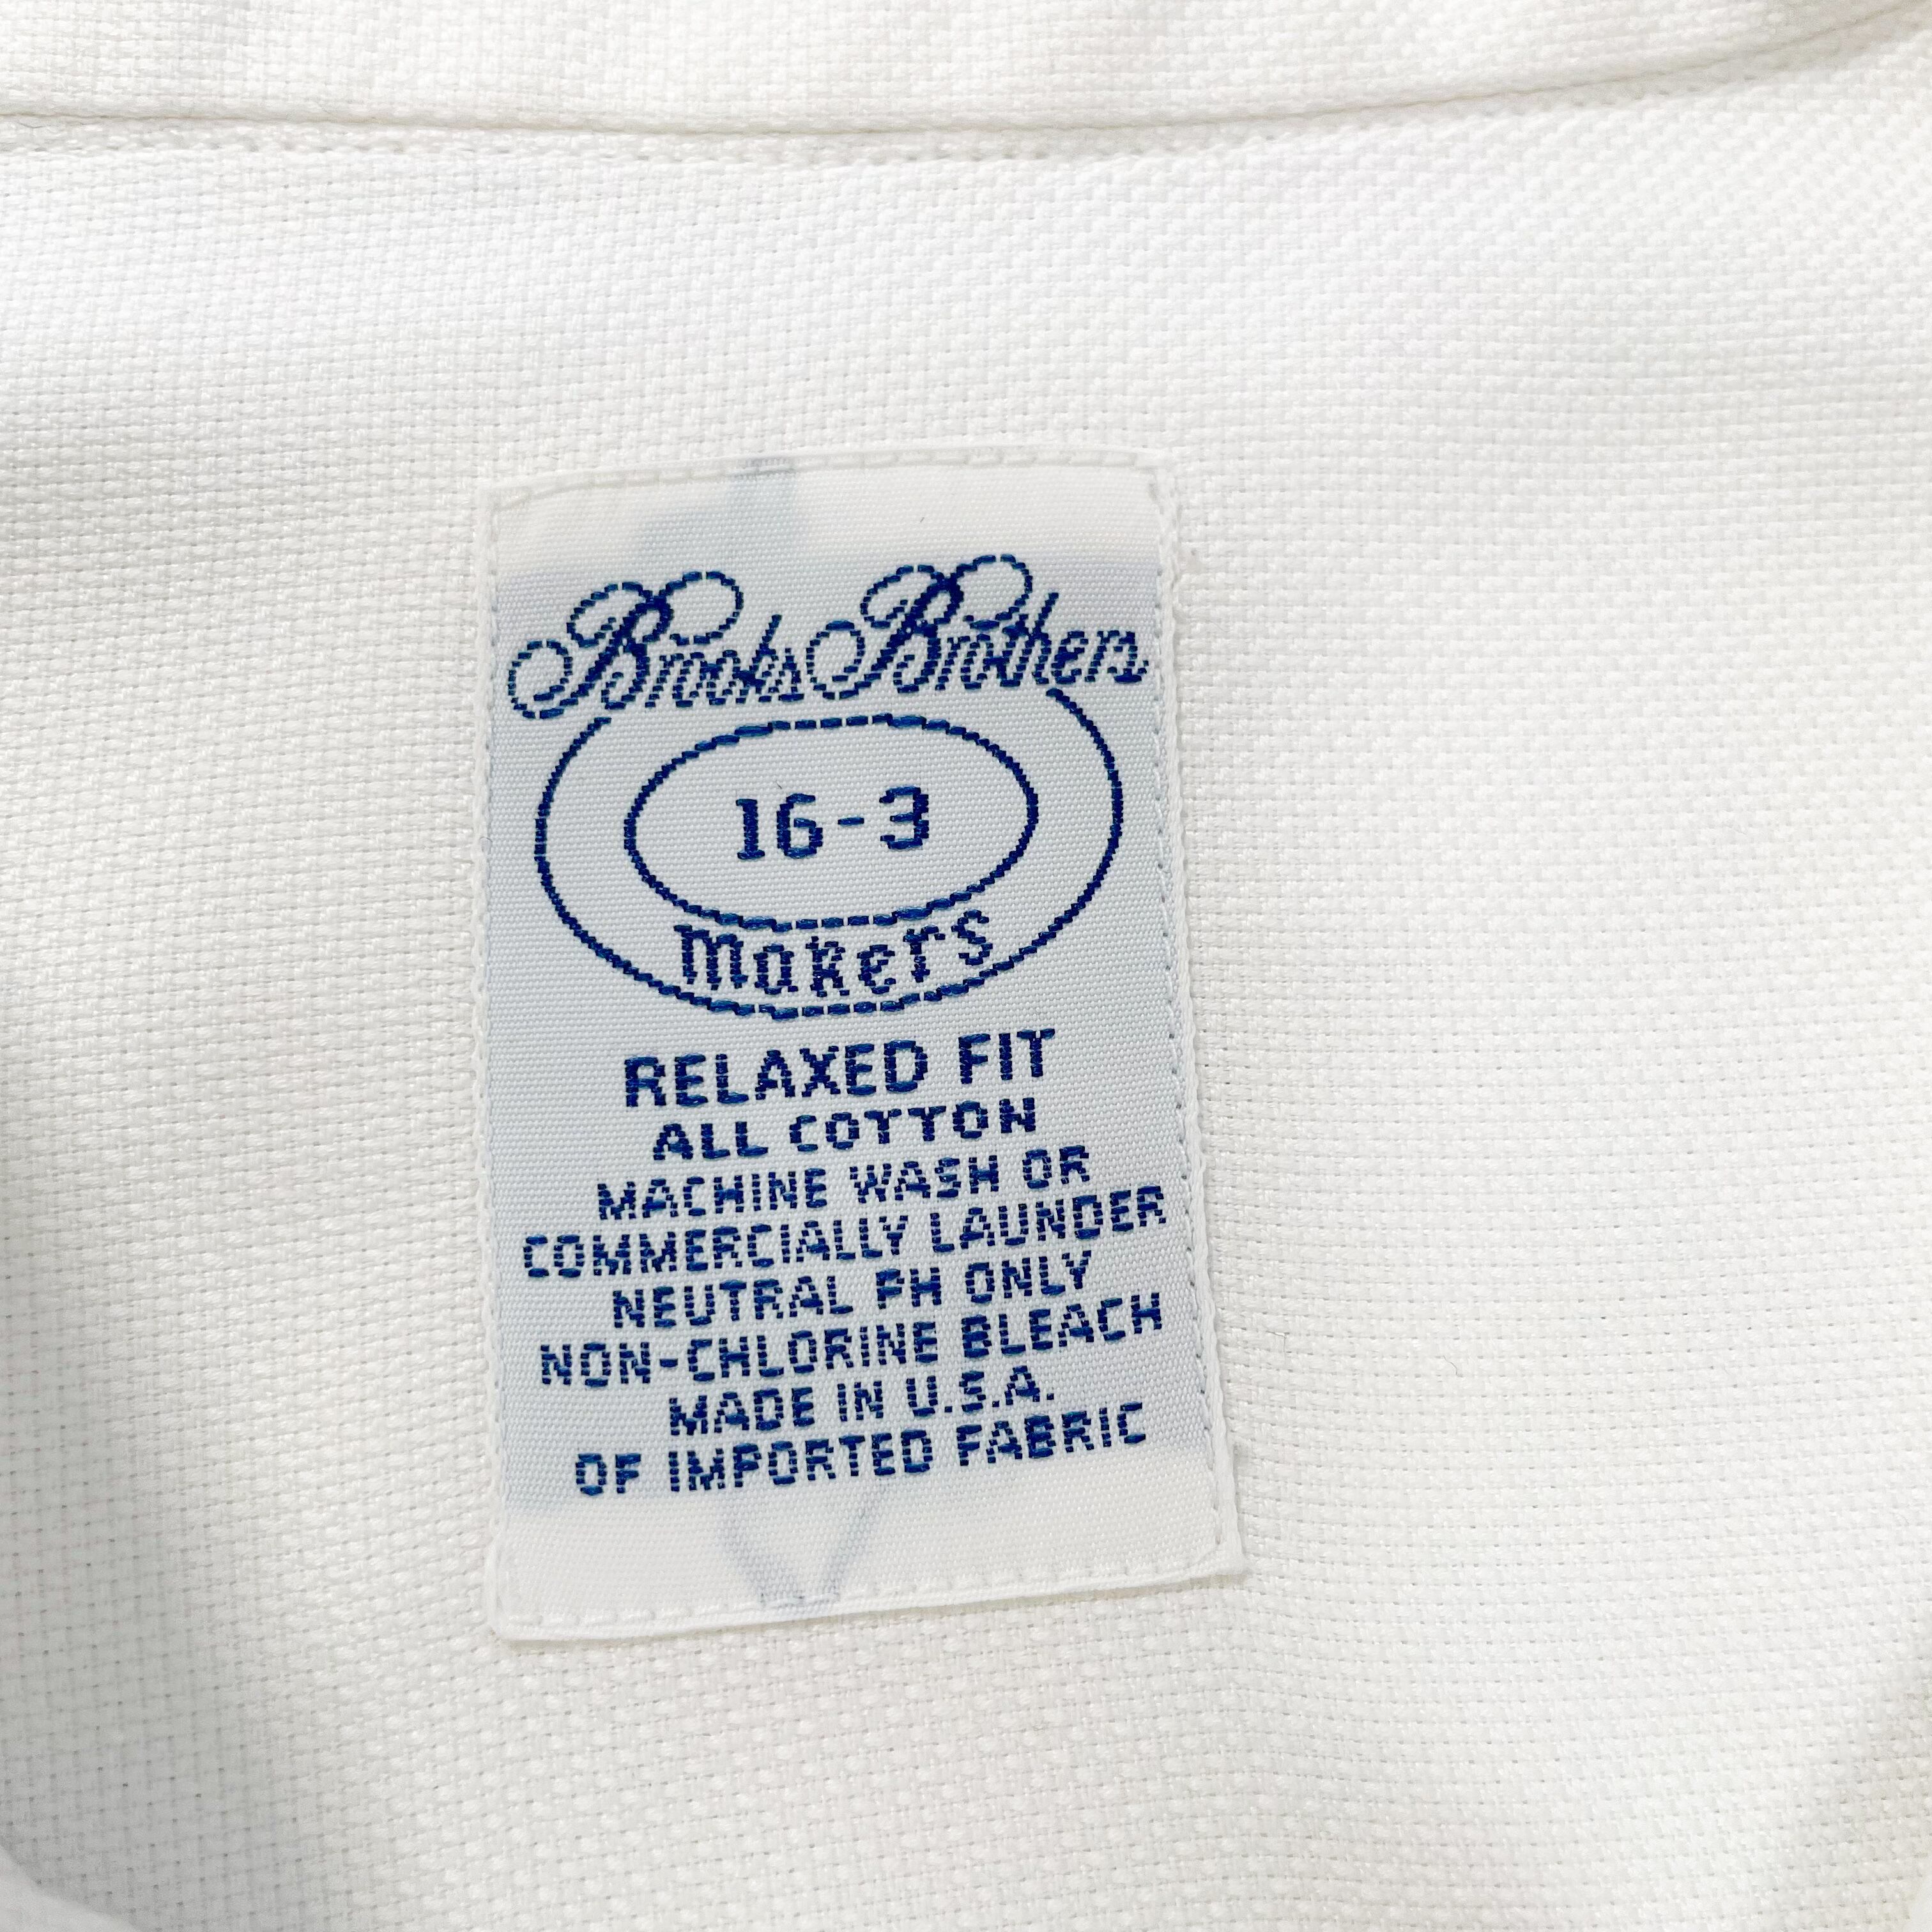 Brooks Brothers
16-3
makers
RELAXED FIT
ALL COTTON
MACHINE WASH OR
COMMERCIALLY LAUNDER
NEUTRAL PH ONLY
NON-CHLORINE BLEACH
MADE IN U.S.A.
OF IMPORTED FABRIC